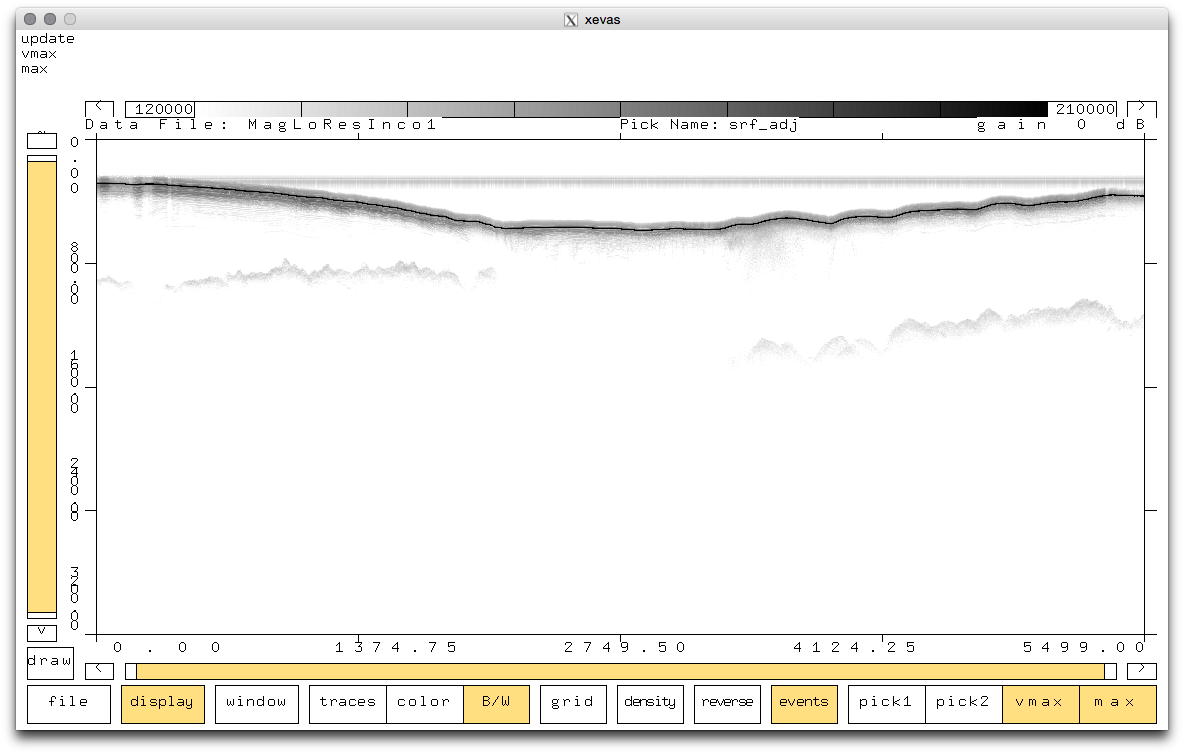 xevas
update
vmax
max
< 120000 210000 >
Data File: MagLoResInco1 Pick Name: srf_adj gain 0 dB
^
0.00
800.00
1600.00
2400.00
3200.00
v
0.00 1374.75 2749.50 4124.25 5499.00
draw < >
file display window traces color B/W grid density reverse events pick1 pick2 vmax max